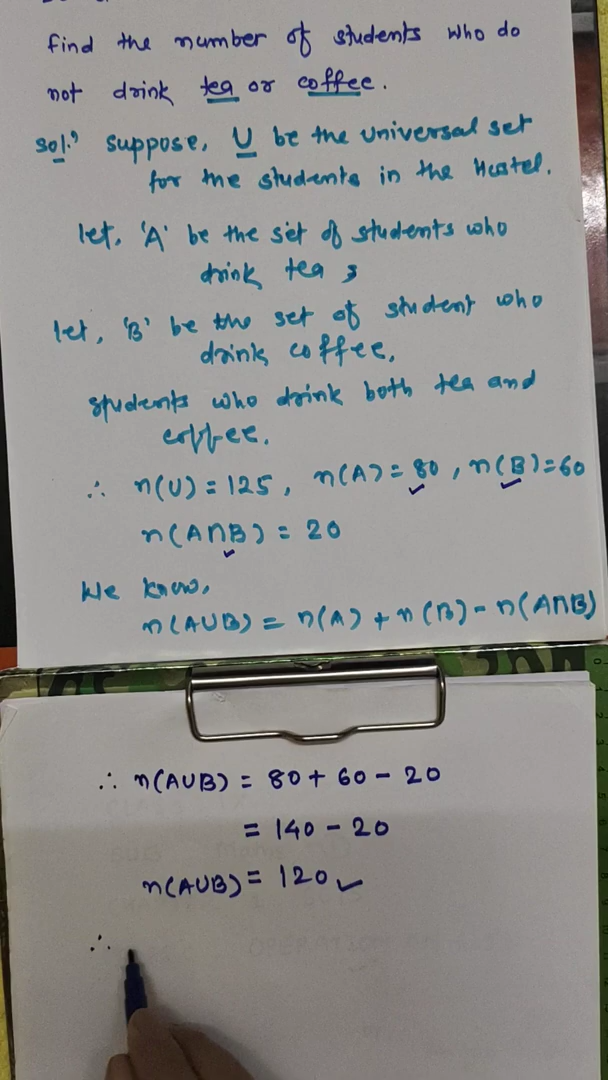 find the number of students who do
not drink tea or coffee.
Sol:? Suppose, U be the universal set
for the students in the Hostel.
let, 'A' be the set of students who
drink tea &
let, 'B' be the set of student who
drink coffee,
students who drink both tea and
coffee.
∴ n(U) = 125, n(A) = 80, n(B) = 60
n(A∩B) = 20
We know,
n(AUB) = n(A) + n(B) - n(A∩B)
∴ n(AUB) = 80 + 60 - 20
= 140 - 20
n(AUB) = 120 ✓
∴